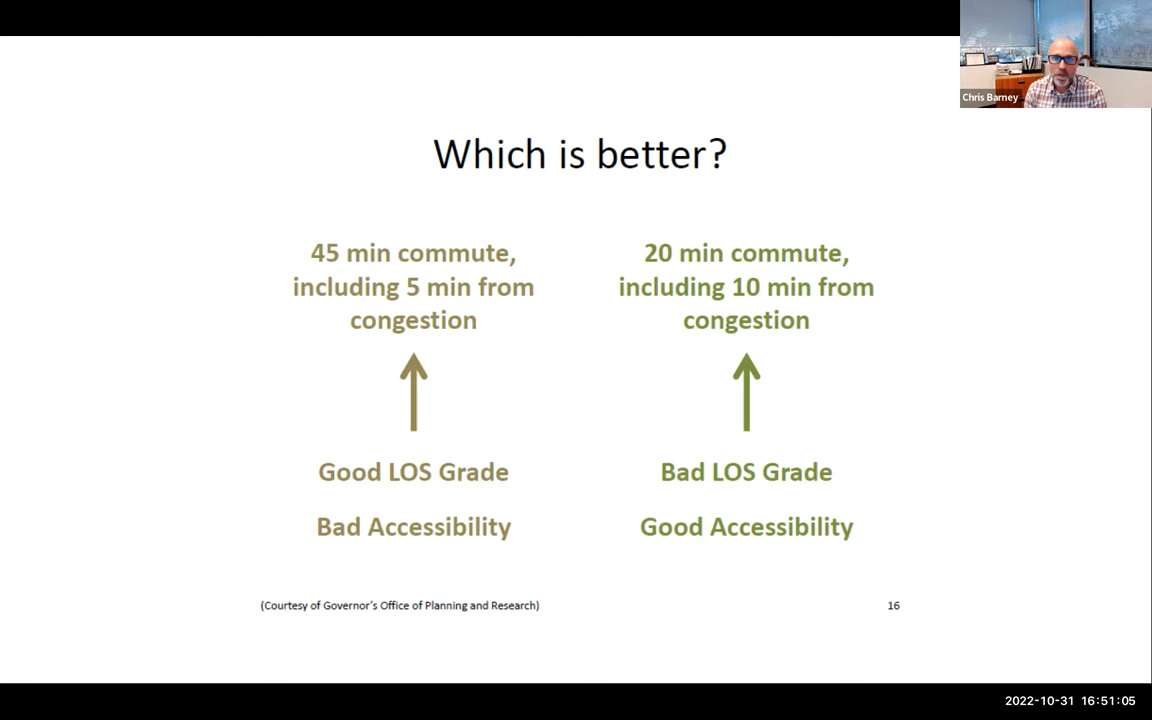 Chris Barney
Which is better?
45 min commute,
including 5 min from
congestion
20 min commute,
including 10 min from
congestion
Good LOS Grade
Bad Accessibility
Bad LOS Grade
Good Accessibility
(Courtesy of Governor's Office of Planning and Research)
16
2022-10-31 16:51:05